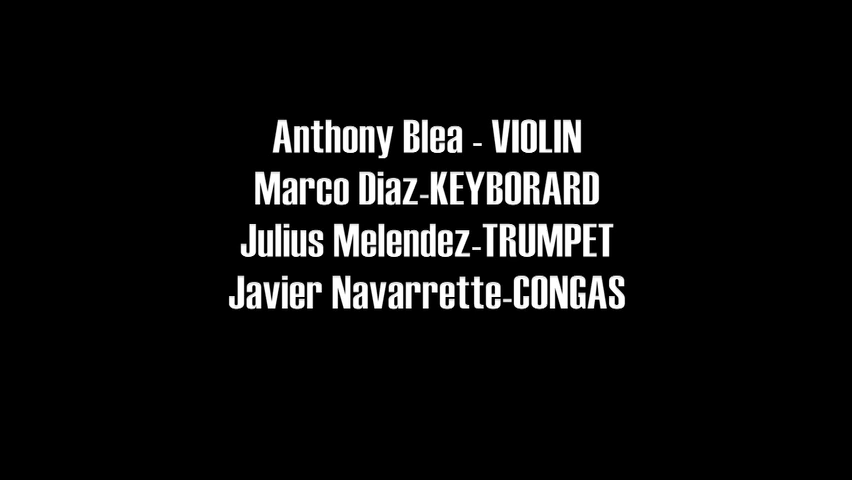 Anthony Blea - VIOLIN
Marco Diaz-KEYBORARD
Julius Melendez-TRUMPET
Javier Navarrette-CONGAS